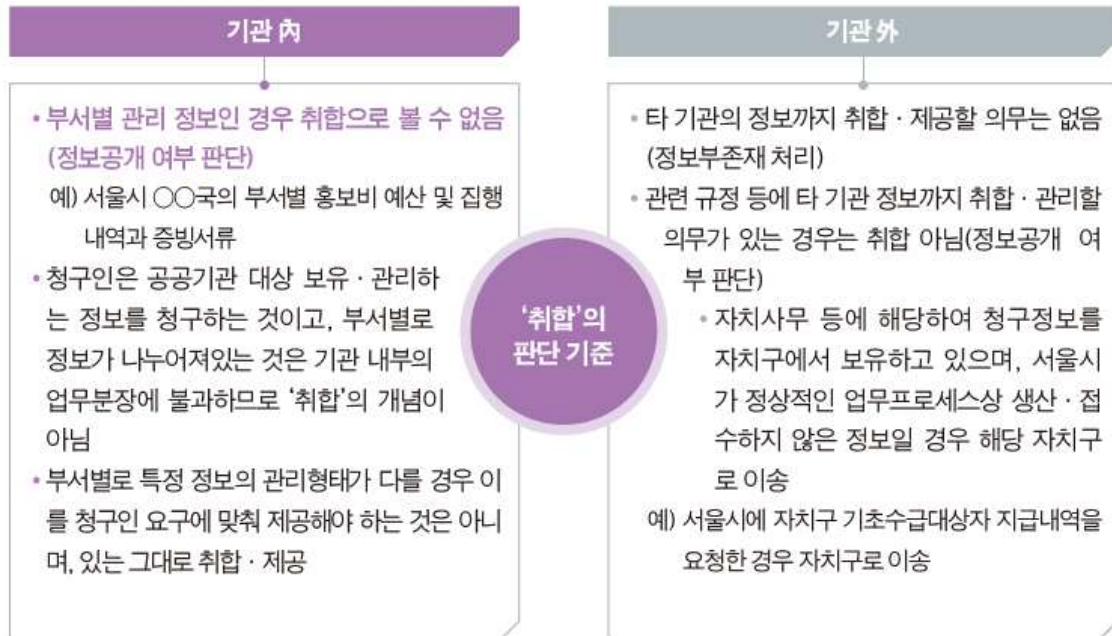 기관 內
• 부서별 관리 정보인 경우 취합으로 볼 수 없음
(정보공개 여부 판단)
예) 서울시 ○○국의 부서별 홍보비 예산 및 집행
내역과 증빙서류
• 청구인은 공공기관 대상 보유 · 관리하
는 정보를 청구하는 것이고, 부서별로
정보가 나누어져있는 것은 기관 내부의
업무분장에 불과하므로 ‘취합’의 개념이
아님
• 부서별로 특정 정보의 관리형태가 다를 경우 이
를 청구인 요구에 맞춰 제공해야 하는 것은 아니
며, 있는 그대로 취합 · 제공
‘취합’의
판단 기준
기관 外
• 타 기관의 정보까지 취합 · 제공할 의무는 없음
(정보부존재 처리)
• 관련 규정 등에 타 기관 정보까지 취합 · 관리할
의무가 있는 경우는 취합 아님(정보공개 여
부 판단)
• 자치사무 등에 해당하여 청구정보를
자치구에서 보유하고 있으며, 서울시
가 정상적인 업무프로세스상 생산 · 접
수하지 않은 정보일 경우 해당 자치구
로 이송
예) 서울시에 자치구 기초수급대상자 지급내역을
요청한 경우 자치구로 이송